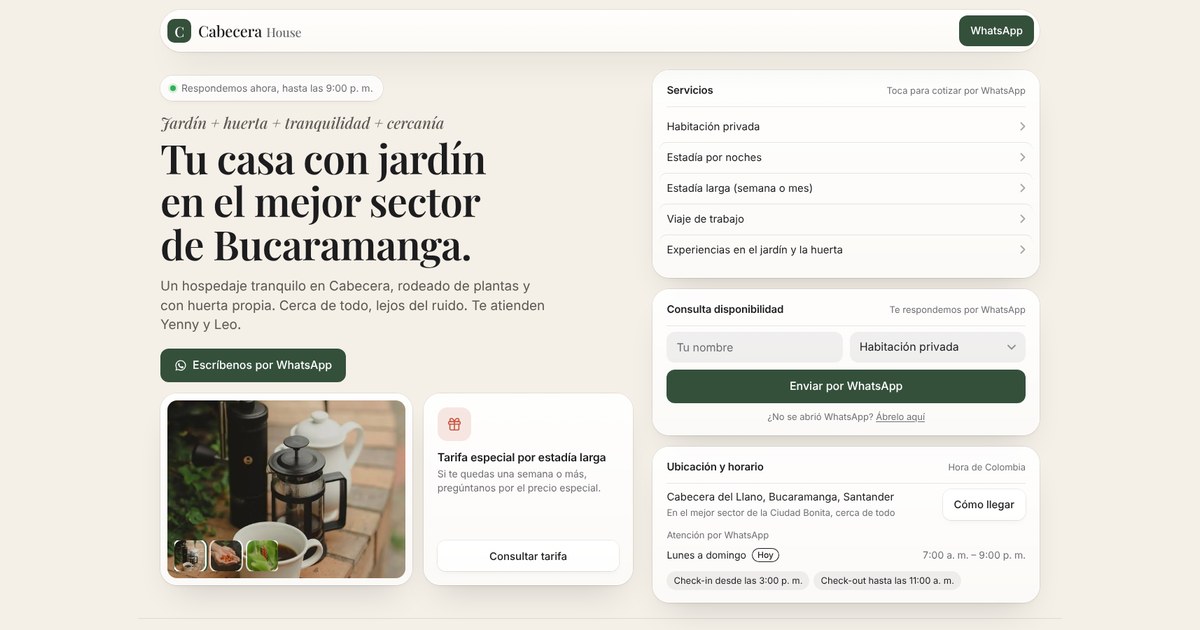 C Cabecera House
WhatsApp
Respondemos ahora, hasta las 9:00 p. m.
Jardín + huerta + tranquilidad + cercanía
Tu casa con jardín
en el mejor sector
de Bucaramanga.
Un hospedaje tranquilo en Cabecera, rodeado de plantas y
con huerta propia. Cerca de todo, lejos del ruido. Te atienden
Yenny y Leo.
Escríbenos por WhatsApp
Tarifa especial por estadía larga
Si te quedas una semana o más,
pregúntanos por el precio especial.
Consultar tarifa
Servicios
Toca para cotizar por WhatsApp
Habitación privada
Estadía por noches
Estadía larga (semana o mes)
Viaje de trabajo
Experiencias en el jardín y la huerta
Consulta disponibilidad
Te respondemos por WhatsApp
Tu nombre
Habitación privada
Enviar por WhatsApp
¿No se abrió WhatsApp? Ábrelo aquí
Ubicación y horario
Hora de Colombia
Cabecera del Llano, Bucaramanga, Santander
En el mejor sector de la Ciudad Bonita, cerca de todo
Cómo llegar
Atención por WhatsApp
Lunes a domingo Hoy
7:00 a. m. – 9:00 p. m.
Check-in desde las 3:00 p. m.
Check-out hasta las 11:00 a. m.